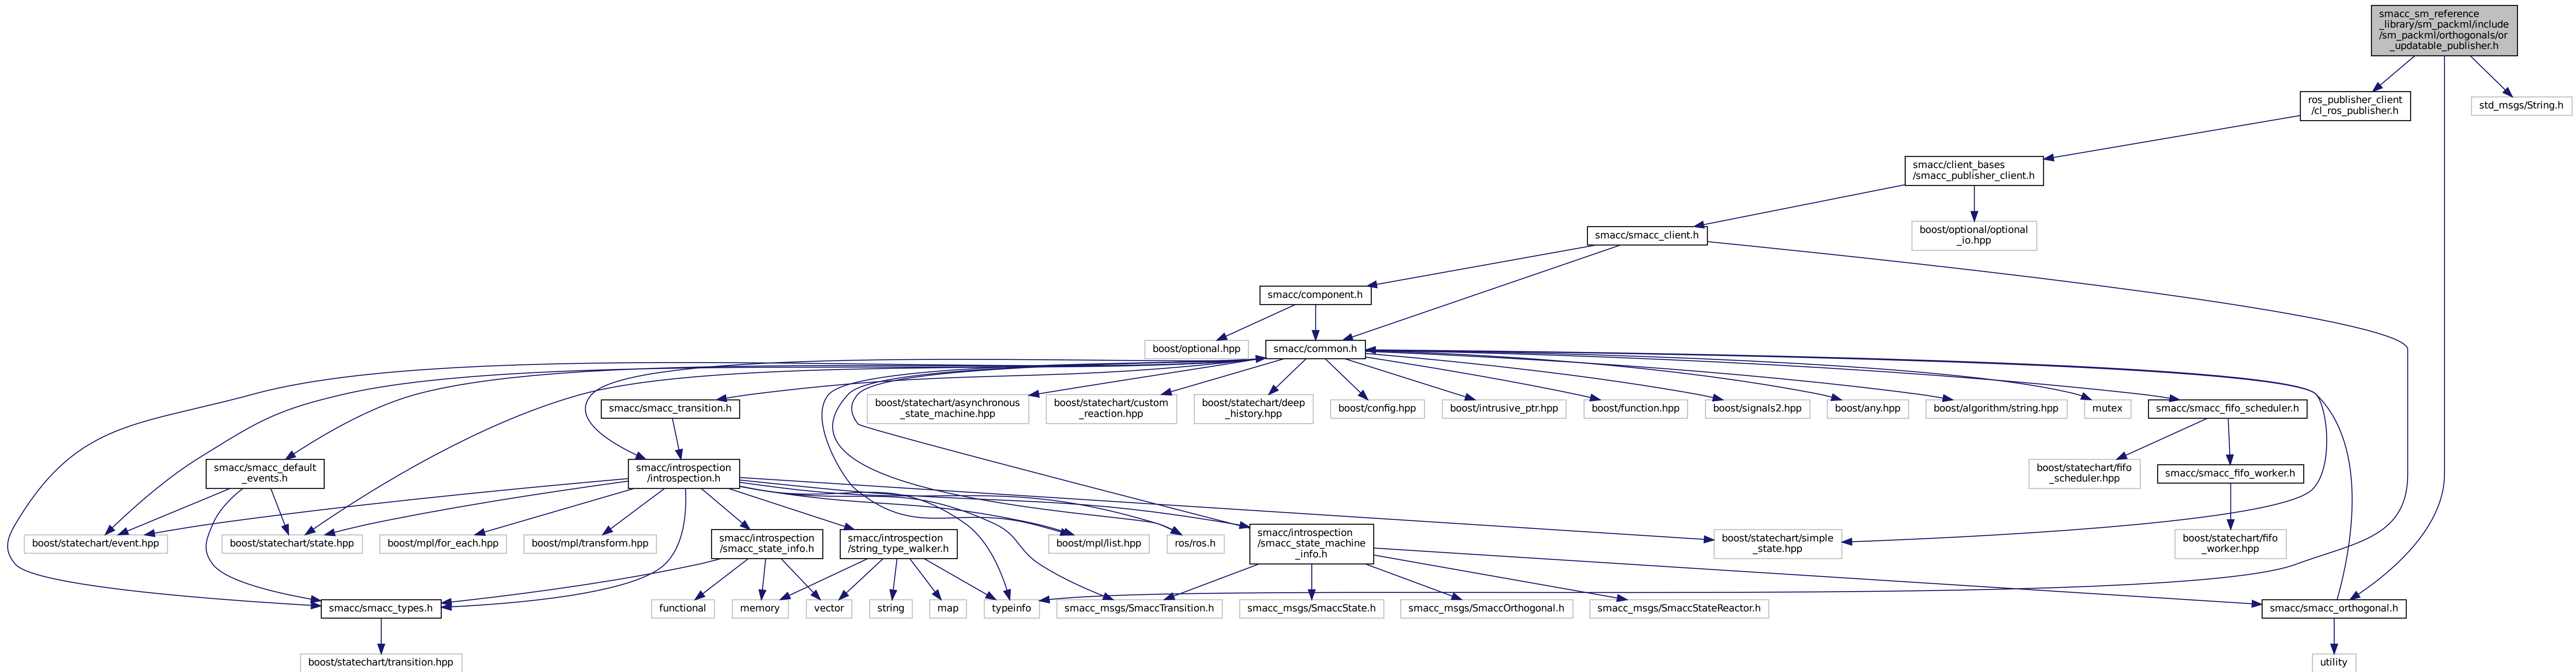 smacc_sm_reference
_library/sm_packml/include
/sm_packml/orthogonals/or
_updatable_publisher.h
ros_publisher_client
/cl_ros_publisher.h
std_msgs/String.h
smacc/client_bases
/smacc_publisher_client.h
smacc/smacc_client.h
boost/optional/optional
_io.hpp
smacc/component.h
boost/optional.hpp
smacc/common.h
smacc/smacc_transition.h
boost/statechart/asynchronous
_state_machine.hpp
boost/statechart/custom
_reaction.hpp
boost/statechart/deep
_history.hpp
boost/config.hpp
boost/intrusive_ptr.hpp
boost/function.hpp
boost/signals2.hpp
boost/any.hpp
boost/algorithm/string.hpp
mutex
smacc/smacc_fifo_scheduler.h
smacc/smacc_default
_events.h
smacc/introspection
/introspection.h
boost/statechart/fifo
_scheduler.hpp
smacc/smacc_fifo_worker.h
boost/statechart/event.hpp
boost/statechart/state.hpp
boost/mpl/for_each.hpp
boost/mpl/transform.hpp
smacc/introspection
/smacc_state_info.h
smacc/introspection
/string_type_walker.h
boost/mpl/list.hpp
ros/ros.h
smacc/introspection
/smacc_state_machine
_info.h
boost/statechart/simple
_state.hpp
boost/statechart/fifo
_worker.hpp
smacc/smacc_types.h
functional
memory
vector
string
map
typeinfo
smacc_msgs/SmaccTransition.h
smacc_msgs/SmaccState.h
smacc_msgs/SmaccOrthogonal.h
smacc_msgs/SmaccStateReactor.h
smacc/smacc_orthogonal.h
boost/statechart/transition.hpp
utility